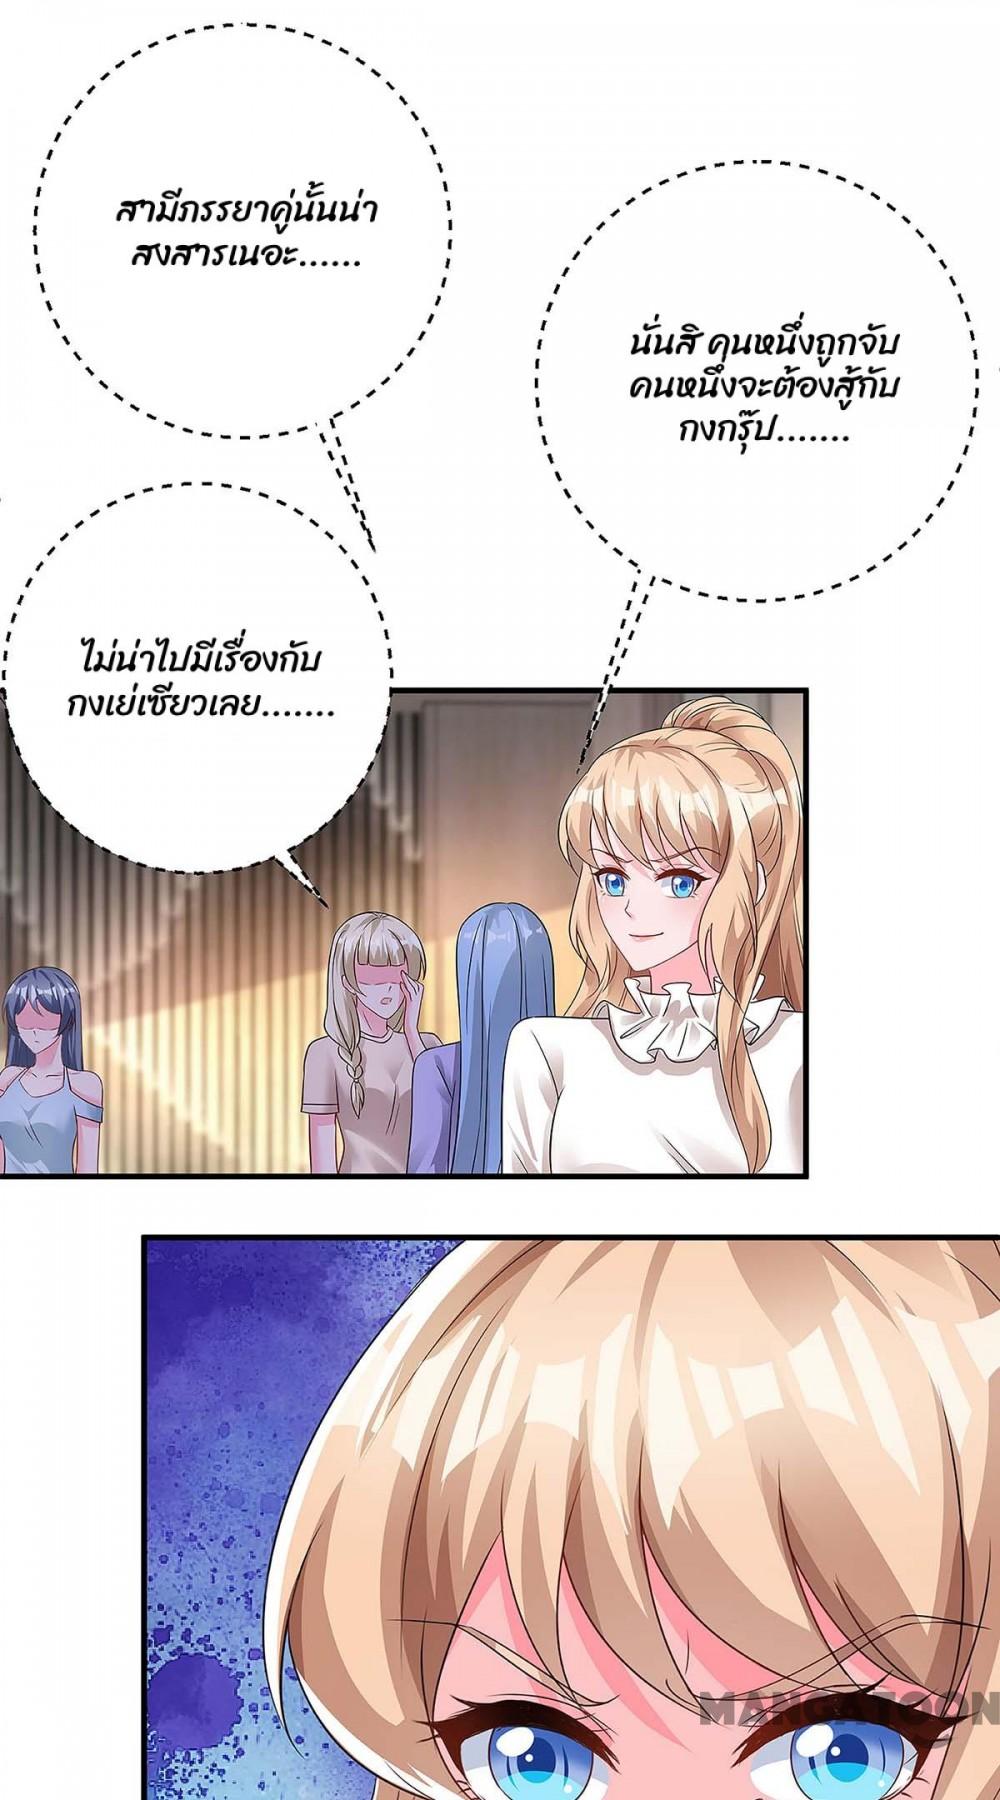 สามีภรรยาคู่นั้นน่า
สงสารเนอะ......
นั่นสิ คนหนึ่งถูกจับ
คนหนึ่งจะต้องสู้กับ
กงกรุ๊ป.......
ไม่น่าไปมีเรื่องกับ
กงเย่เซียวเลย.......
MANGATOON